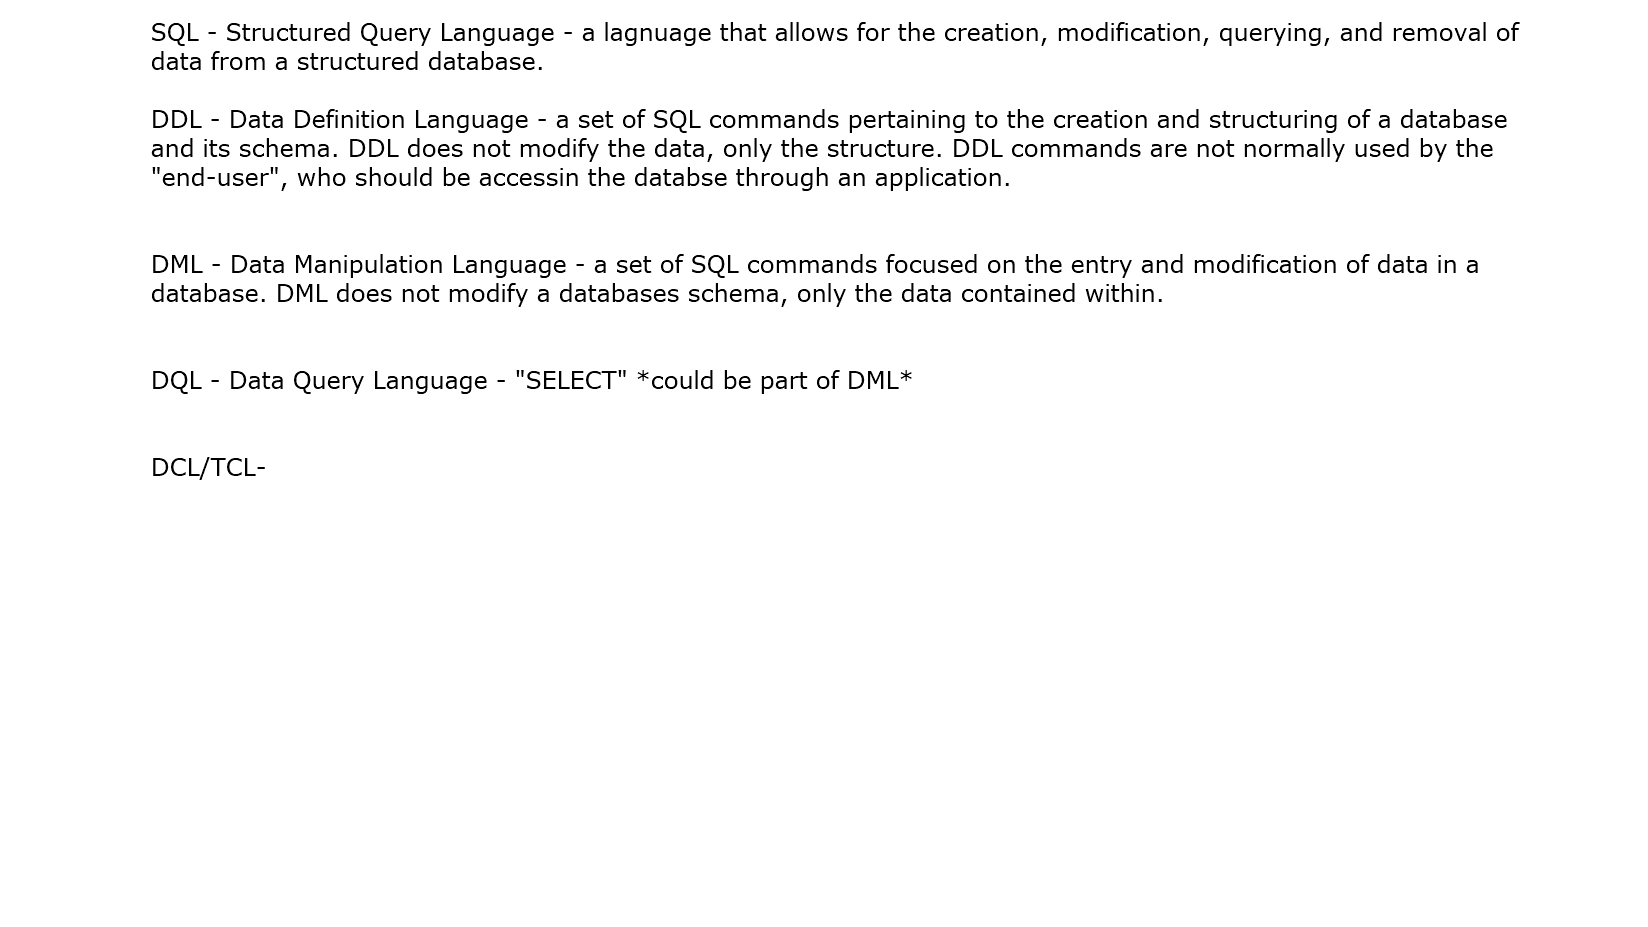 SQL - Structured Query Language - a lagnuage that allows for the creation, modification, querying, and removal of
data from a structured database.
DDL - Data Definition Language - a set of SQL commands pertaining to the creation and structuring of a database
and its schema. DDL does not modify the data, only the structure. DDL commands are not normally used by the
"end-user", who should be accessin the databse through an application.
DML - Data Manipulation Language - a set of SQL commands focused on the entry and modification of data in a
database. DML does not modify a databases schema, only the data contained within.
DQL - Data Query Language - "SELECT" *could be part of DML*
DCL/TCL-